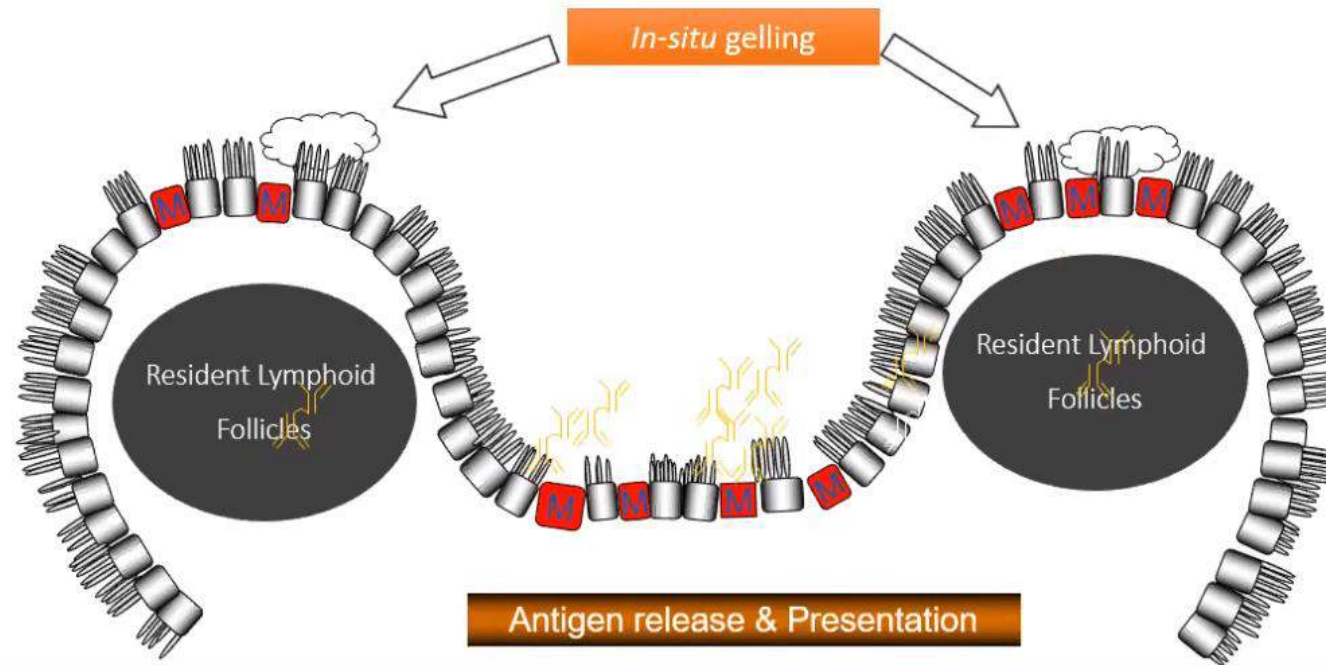 In-situ gelling
M
M
M
M
M
Resident Lymphoid
Follicles
Resident Lymphoid
Follicles
M
M
M
M
Antigen release & Presentation